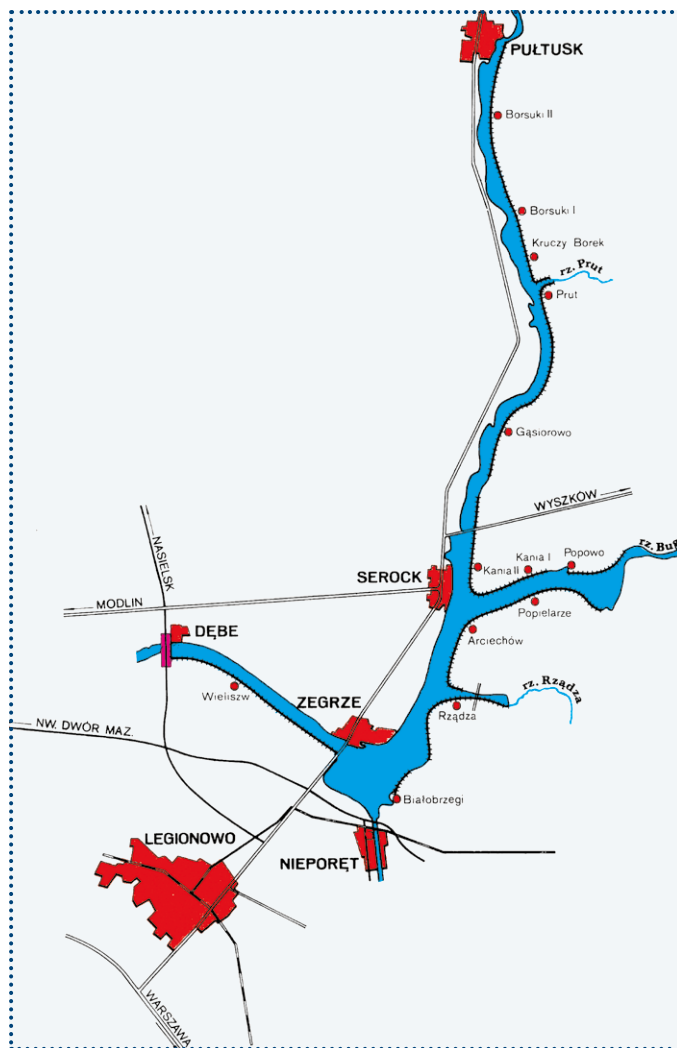 PUŁTUSK
Borsuki II
Borsuki I
Kruczy Borek
rz. Prut
Prut
Gąsiorowo
WYSZKÓW
NASIELSK
rz. Bug
SEROCK
Kania II
Kania I
Popowo
MODLIN
Popielarze
DĘBE
Arciechów
Wieliszw
ZEGRZE
rz. Rządza
Rządza
NW. DWÓR MAZ.
Białobrzegi
LEGIONOWO
NIEPORĘT
WARSZAWA